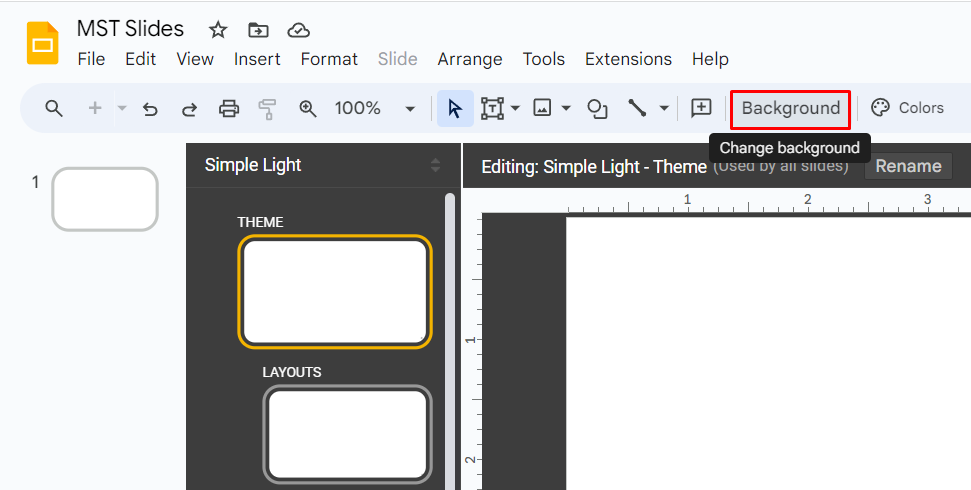 MST Slides
File Edit View Insert Format Slide Arrange Tools Extensions Help
100% Background Colors
Change background
1 Simple Light Editing: Simple Light - Theme (Used by all slides) Rename
1 2 3
THEME
1
LAYOUTS
2